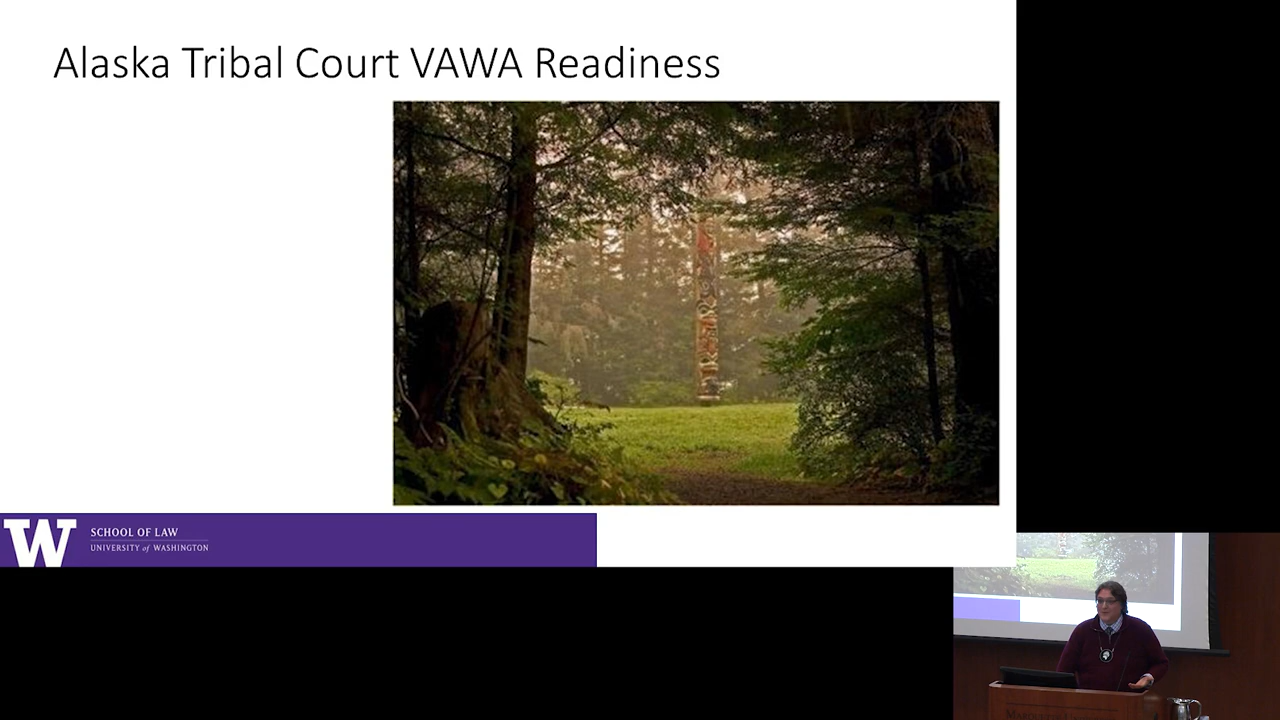 Alaska Tribal Court VAWA Readiness
W
SCHOOL OF LAW
UNIVERSITY of WASHINGTON